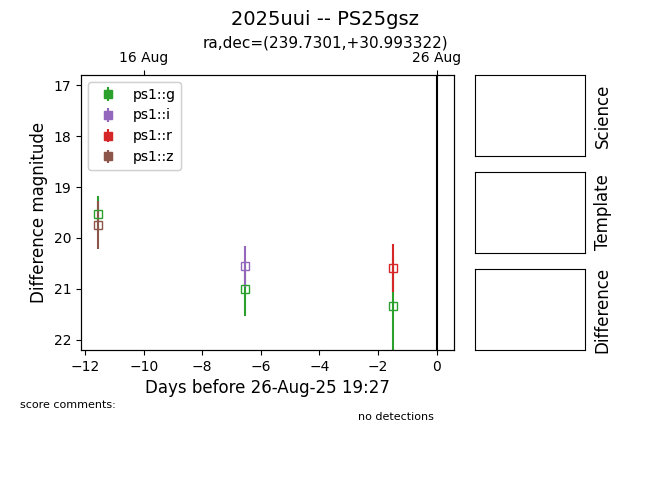 2025uui -- PS25gsz
ra,dec=(239.7301,+30.993322)
16 Aug
26 Aug
17
18
19
20
21
22
Difference magnitude
ps1::g
ps1::i
ps1::r
ps1::z
−12
−10
−8
−6
−4
−2
0
Days before 26-Aug-25 19:27
Science
Template
Difference
score comments:
no detections